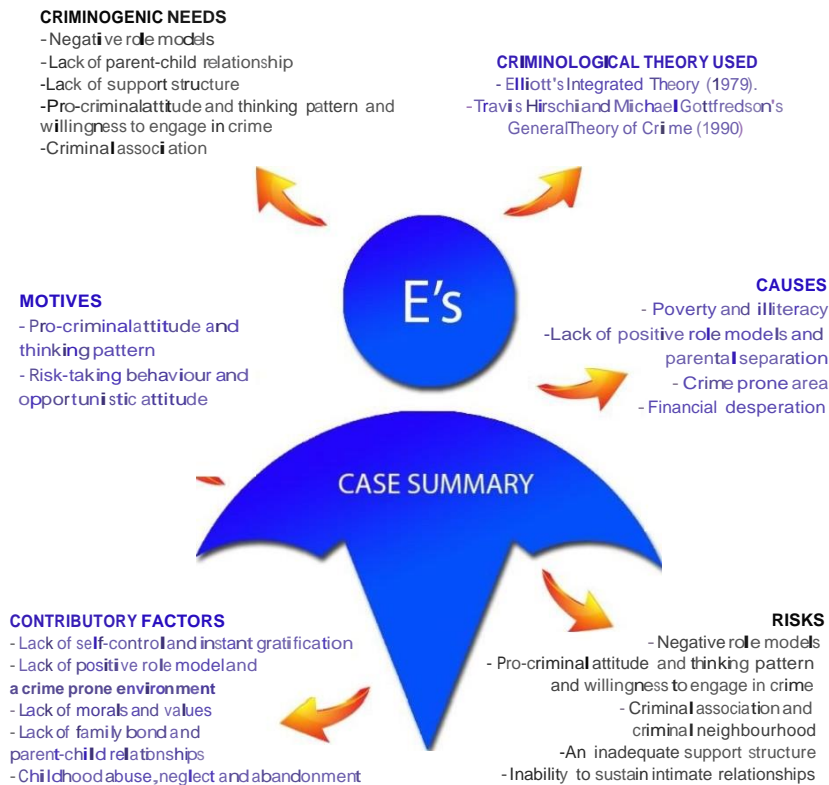 CRIMINOGENIC NEEDS
- Negative role models
- Lack of parent-child relationship
-Lack of support structure
-Pro-criminal attitude and thinking pattern and
willingness to engage in crime
-Criminal association
CRIMINOLOGICAL THEORY USED
- Elliott's Integrated Theory (1979).
-Travis Hirschi and Michael Gottfredson's
General Theory of Crime (1990)
E's
MOTIVES
- Pro-criminal attitude and
thinking pattern
- Risk-taking behaviour and
opportunistic attitude
CAUSES
- Poverty and illiteracy
-Lack of positive role models and
parental separation
- Crime prone area
- Financial desperation
CASE SUMMARY
CONTRIBUTORY FACTORS
- Lack of self-control and instant gratification
- Lack of positive role model and
a crime prone environment
- Lack of morals and values
- Lack of family bond and
parent-child relationships
- Childhood abuse, neglect and abandonment
RISKS
- Negative role models
- Pro-criminal attitude and thinking pattern
and willingness to engage in crime
- Criminal association and
criminal neighbourhood
-An inadequate support structure
- Inability to sustain intimate relationships